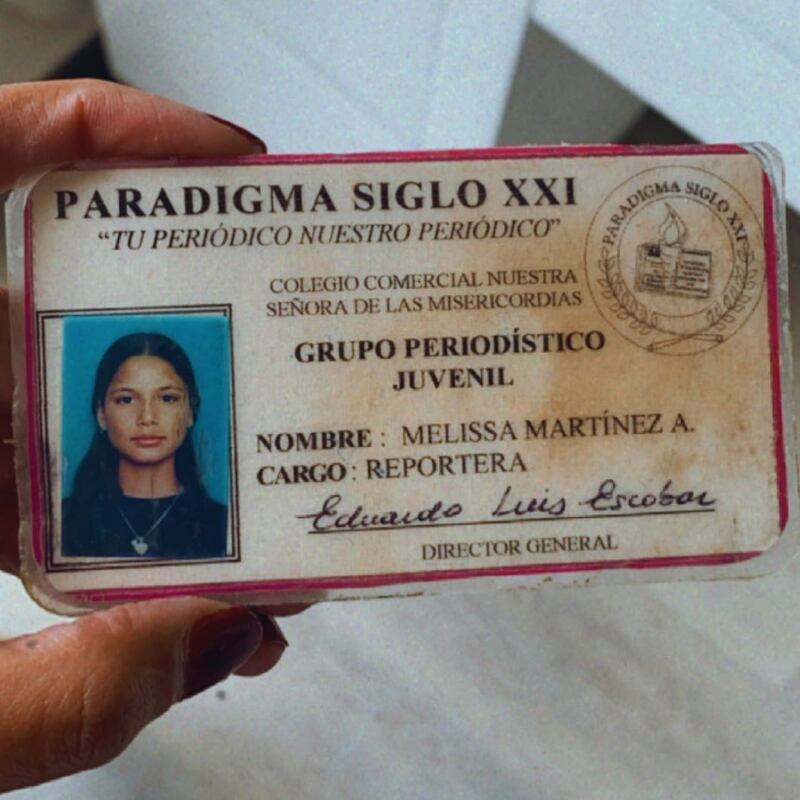 PARADIGMA SIGLO XXI
“TU PERIÓDICO NUESTRO PERIÓDICO”
PARADIGMA SIGLO XXI
COLEGIO COMERCIAL NUESTRA
SEÑORA DE LAS MISERICORDIAS
GRUPO PERIODÍSTICO
JUVENIL
NOMBRE : MELISSA MARTÍNEZ A.
CARGO : REPORTERA
Eduardo Luis Escobar
DIRECTOR GENERAL